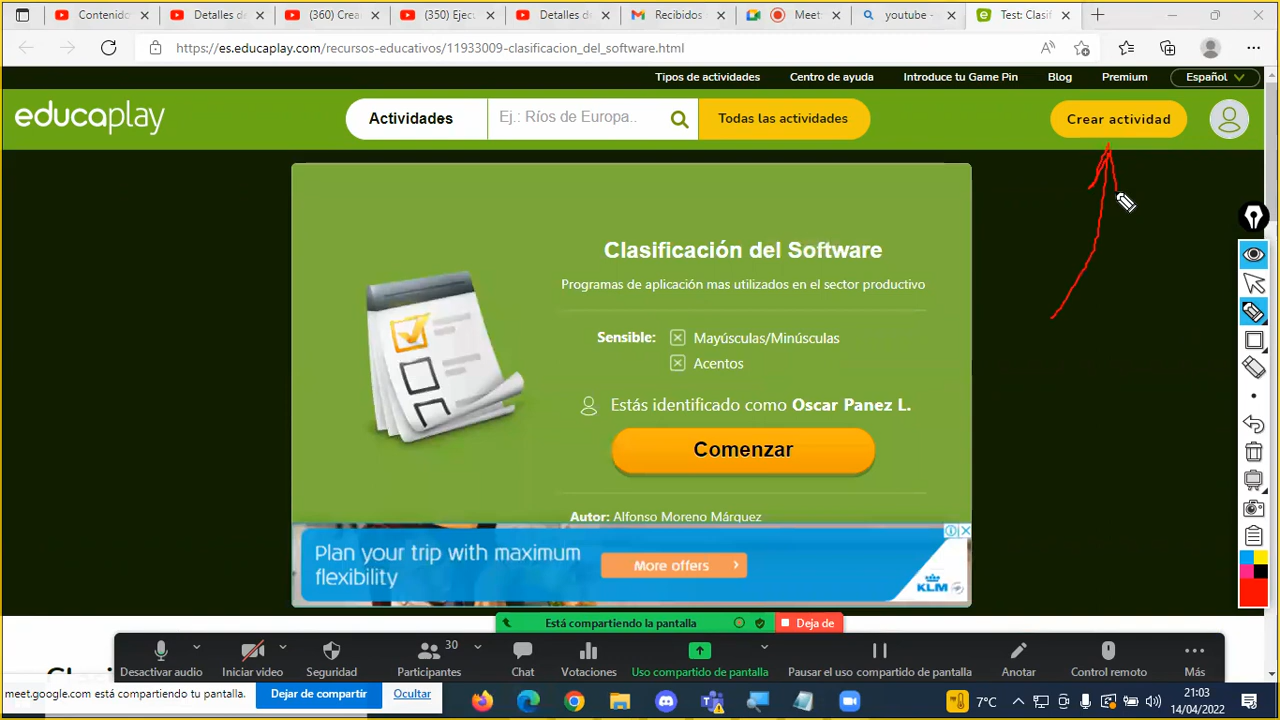 Contenido
Detalles de
(360) Crea
(350) Ejec
Detalles de
Recibidos
Meet:
youtube -
Test: Clasif
https://es.educaplay.com/recursos-educativos/11933009-clasificacion_del_software.html
Tipos de actividades
Centro de ayuda
Introduce tu Game Pin
Blog
Premium
Español
educaplay
Actividades
Ej.: Ríos de Europa..
Todas las actividades
Crear actividad
Clasificación del Software
Programas de aplicación mas utilizados en el sector productivo
Sensible:
Mayúsculas/Minúsculas
Acentos
Estás identificado como Oscar Panez L.
Comenzar
Autor: Alfonso Moreno Márquez
Plan your trip with maximum
flexibility
More offers
KLM
Está compartiendo la pantalla
Deja de
30
Desactivar audio
Iniciar video
Seguridad
Participantes
Chat
Votaciones
Uso compartido de pantalla
Pausar el uso compartido de pantalla
Anotar
Control remoto
Más
meet.google.com está compartiendo tu pantalla.
Dejar de compartir
Ocultar
7°C
21:03
14/04/2022